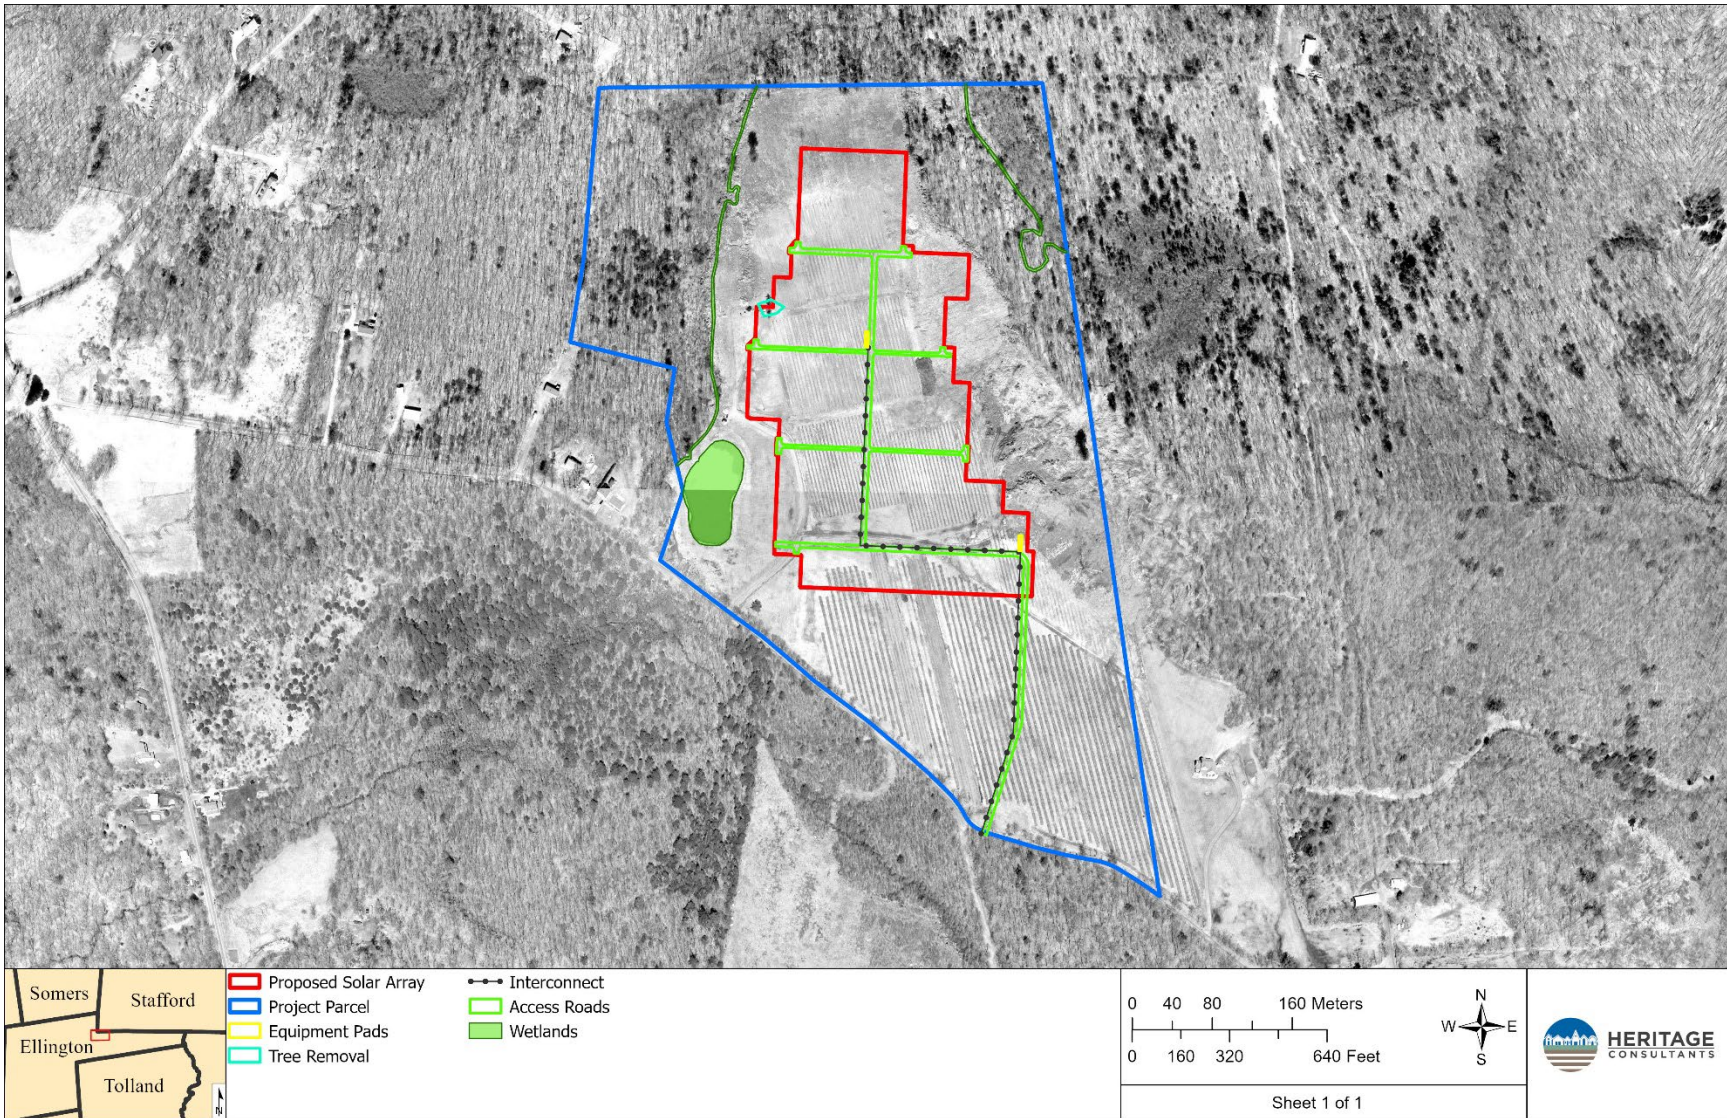 Somers
Stafford
Ellington
Tolland
N
Proposed Solar Array
Project Parcel
Equipment Pads
Tree Removal
Interconnect
Access Roads
Wetlands
0 40 80 160 Meters
0 160 320 640 Feet
N
W E
S
Sheet 1 of 1
HERITAGE
CONSULTANTS